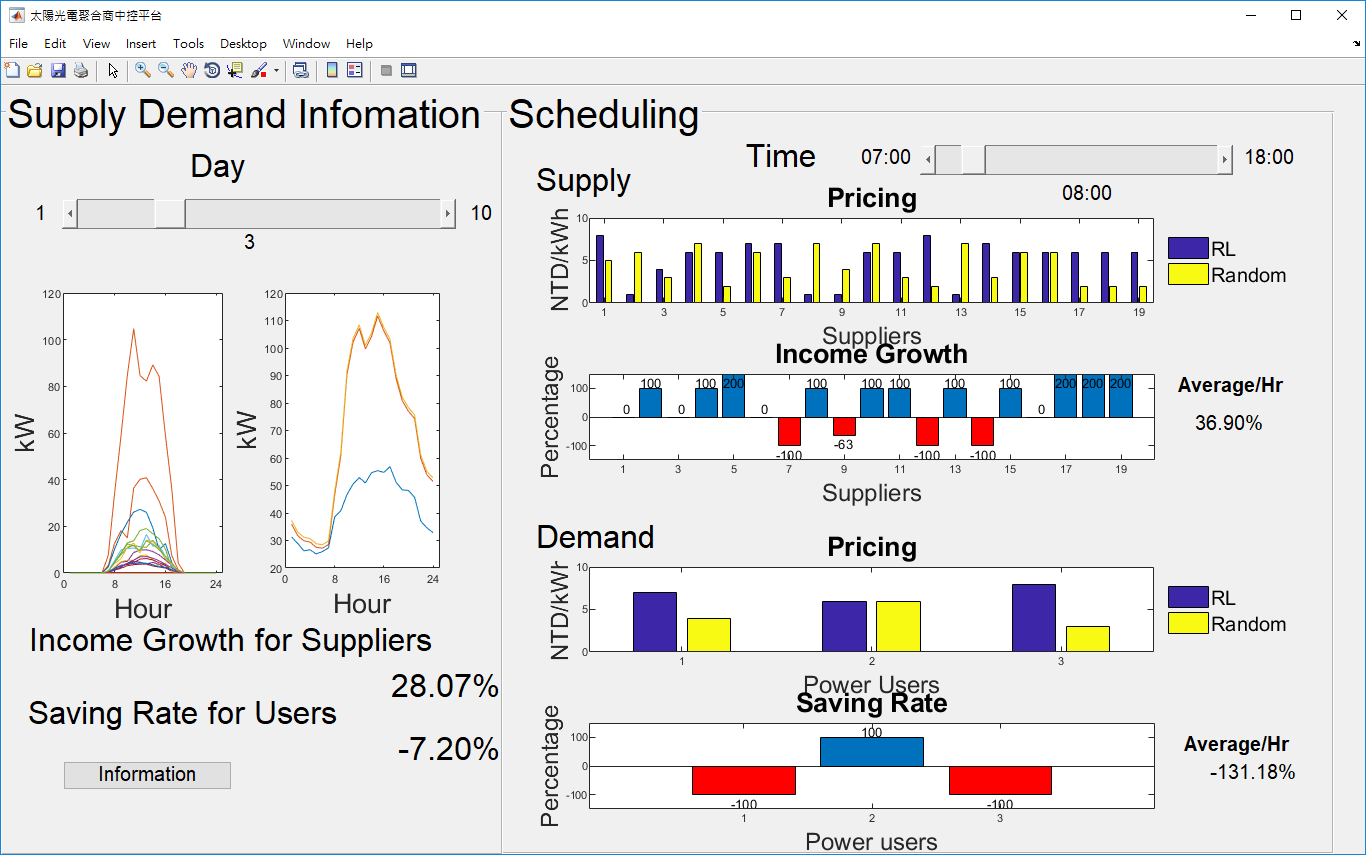 太陽光電聚合商中控平台
File Edit View Insert Tools Desktop Window Help
Supply Demand Infomation
Day
1
10
3
120
100
80
60
40
20
0
kW
0 8 16 24
Hour
120
110
100
90
80
70
60
50
40
30
20
kW
0 8 16 24
Hour
Income Growth for Suppliers
28.07%
Saving Rate for Users
-7.20%
Information
Scheduling
Time
07:00
18:00
08:00
Supply
Pricing
NTD/kWh
10
5
0
1 3 5 7 9 11 13 15 17 19
Suppliers
RL
Random
Income Growth
Percentage
100
0
-100
0 100 0 100 200 0 -100 100 -63 100 100 -100 100 -100 100 0 200 200 200
1 3 5 7 9 11 13 15 17 19
Suppliers
Average/Hr
36.90%
Demand
Pricing
NTD/kWh
10
5
0
1 2 3
Power Users
RL
Random
Saving Rate
Percentage
100
0
-100
-100 100 -100
1 2 3
Power users
Average/Hr
-131.18%